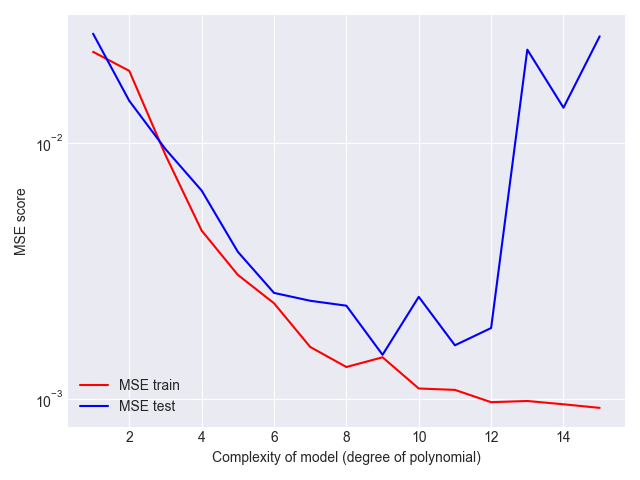 10⁻²
10⁻³
MSE score
MSE train
MSE test
2 4 6 8 10 12 14
Complexity of model (degree of polynomial)